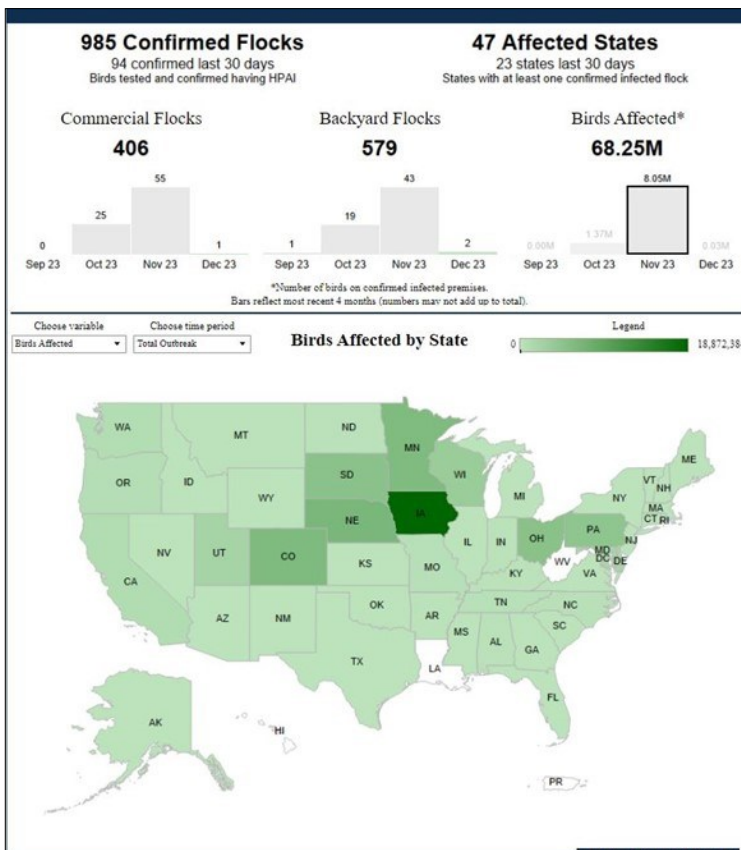 985 Confirmed Flocks
94 confirmed last 30 days
Birds tested and confirmed having HPAI
47 Affected States
23 states last 30 days
States with at least one confirmed infected flock
Commercial Flocks
406
0
25
55
1
Sep 23 Oct 23 Nov 23 Dec 23
Backyard Flocks
579
1
19
43
2
Sep 23 Oct 23 Nov 23 Dec 23
Birds Affected*
68.25M
0.00M
1.37M
8.05M
0.03M
Sep 23 Oct 23 Nov 23 Dec 23
*Number of birds on confirmed infected premises.
Bars reflect most recent 4 months (numbers may not add up to total).
Choose variable
Birds Affected
Choose time period
Total Outbreak
Birds Affected by State
Legend
0 18,872,38
WA
MT
ND
MN
ME
OR
ID
SD
WI
VT
NH
WY
MI
NY
MA
CT RI
IA
NE
PA
NJ
NV
UT
CO
IL
IN
OH
MD
DC DE
WV
CA
KS
MO
KY
VA
AZ
NM
OK
AR
TN
NC
SC
MS
AL
GA
TX
LA
FL
AK
HI
PR